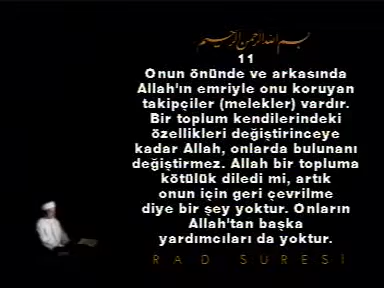 بسم الله الرحمن الرحيم
11
Onun önünde ve arkasında
Allah'ın emriyle onu koruyan
takipçiler (melekler) vardır.
Bir toplum kendilerindeki
özellikleri değiştirinceye
kadar Allah, onlarda bulunanı
değiştirmez. Allah bir topluma
kötülük diledi mi, artık
onun için geri çevrilme
diye bir şey yoktur. Onların
Allah'tan başka
yardımcıları da yoktur.
RAD SURESİ